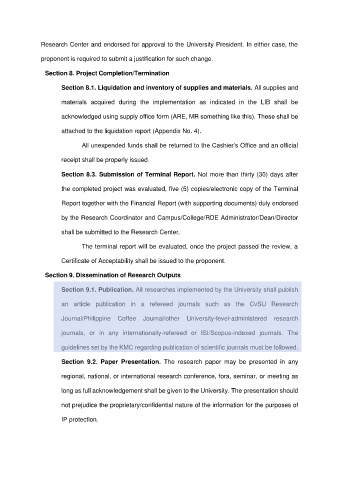 Research Center and endorsed for approval to the University President. In either case, the
proponent is required to submit a justification for such change.
Section 8. Project Completion/Termination
Section 8.1. Liquidation and inventory of supplies and materials. All supplies and
materials acquired during the implementation as indicated in the LIB shall be
acknowledged using supply office form (ARE, MR something like this). These shall be
attached to the liquidation report (Appendix No. 4).
All unexpended funds shall be returned to the Cashier's Office and an official
receipt shall be properly issued.
Section 8.3. Submission of Terminal Report. Not more than thirty (30) days after
the completed project was evaluated, five (5) copies/electronic copy of the Terminal
Report together with the Financial Report (with supporting documents) duly endorsed
by the Research Coordinator and Campus/College/RDE Administrator/Dean/Director
shall be submitted to the Research Center.
The terminal report will be evaluated, once the project passed the review, a
Certificate of Acceptability shall be issued to the proponent.
Section 9. Dissemination of Research Outputs
Section 9.1. Publication. All researches implemented by the University shall publish
an article publication in a refereed journals such as the CvSU Research
Journal/Philippine Coffee Journal/other University-level-administered research
journals, or in any internationally-refereed or ISI/Scopus-indexed journals. The
guidelines set by the KMC regarding publication of scientific journals must be followed.
Section 9.2. Paper Presentation. The research paper may be presented in any
regional, national, or international research conference, fora, seminar, or meeting as
long as full acknowledgement shall be given to the University. The presentation should
not prejudice the proprietary/confidential nature of the information for the purposes of
IP protection.